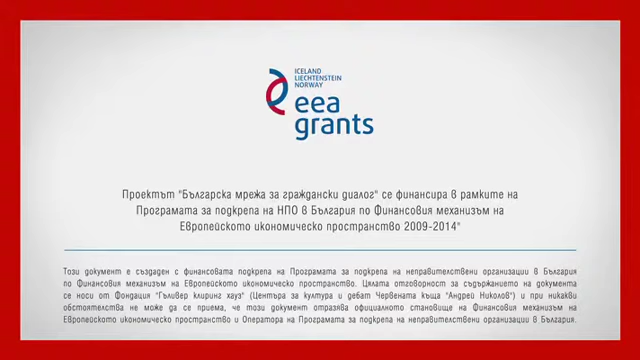 ICELAND
LIECHTENSTEIN
NORWAY
eea
grants
Проектът "Българска мрежа за граждански диалог" се финансира в рамките на
Програмата за подкрепа на НПО в България по Финансовия механизъм на
Европейското икономическо пространство 2009-2014"
Този документ е създаден с финансовата подкрепа на Програмата за подкрепа на неправителствени организации в България
по Финансовия механизъм на Европейското икономическо пространство. Цялата отговорност за съдържанието на документа
се носи от Фондация "Гъливер клиринг хауз" (Центъра за култура и дебат Червената къща "Андрей Николов") и при никакви
обстоятелства не може да се приема, че този документ отразява официалното становище на Финансовия механизъм на
Европейското икономическо пространство и Оператора на Програмата за подкрепа на неправителствени организации в България.